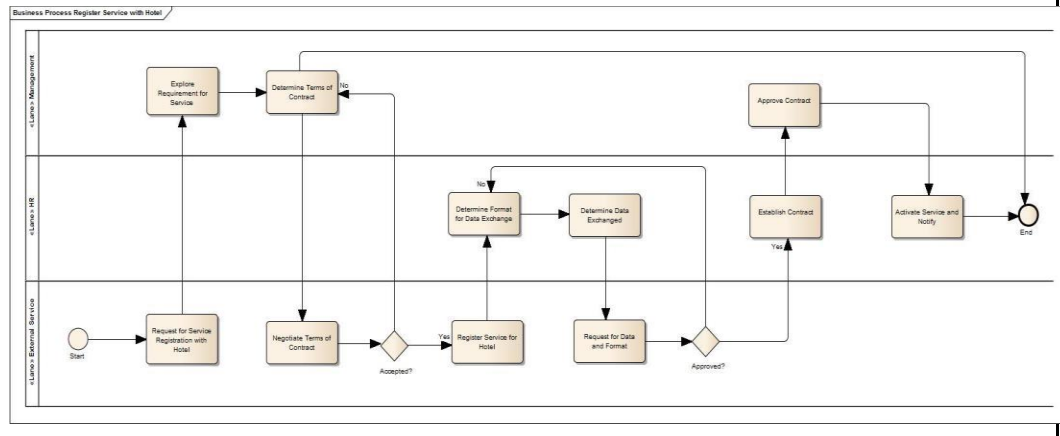 Business Process Register Service with Hotel
«Lane» Management
Explore
Requirement for
Service
Determine Terms of
Contract
No
Approve Contract
«Lane» HR
No
Determine Format
for Data Exchange
Determine Data
Exchanged
Establish Contract
Yes
Activate Service and
Notify
End
«Lane» External Service
Start
Request for Service
Registration with
Hotel
Negotiate Terms of
Contract
Accepted?
Yes
Register Service for
Hotel
Request for Data
and Format
Approved?